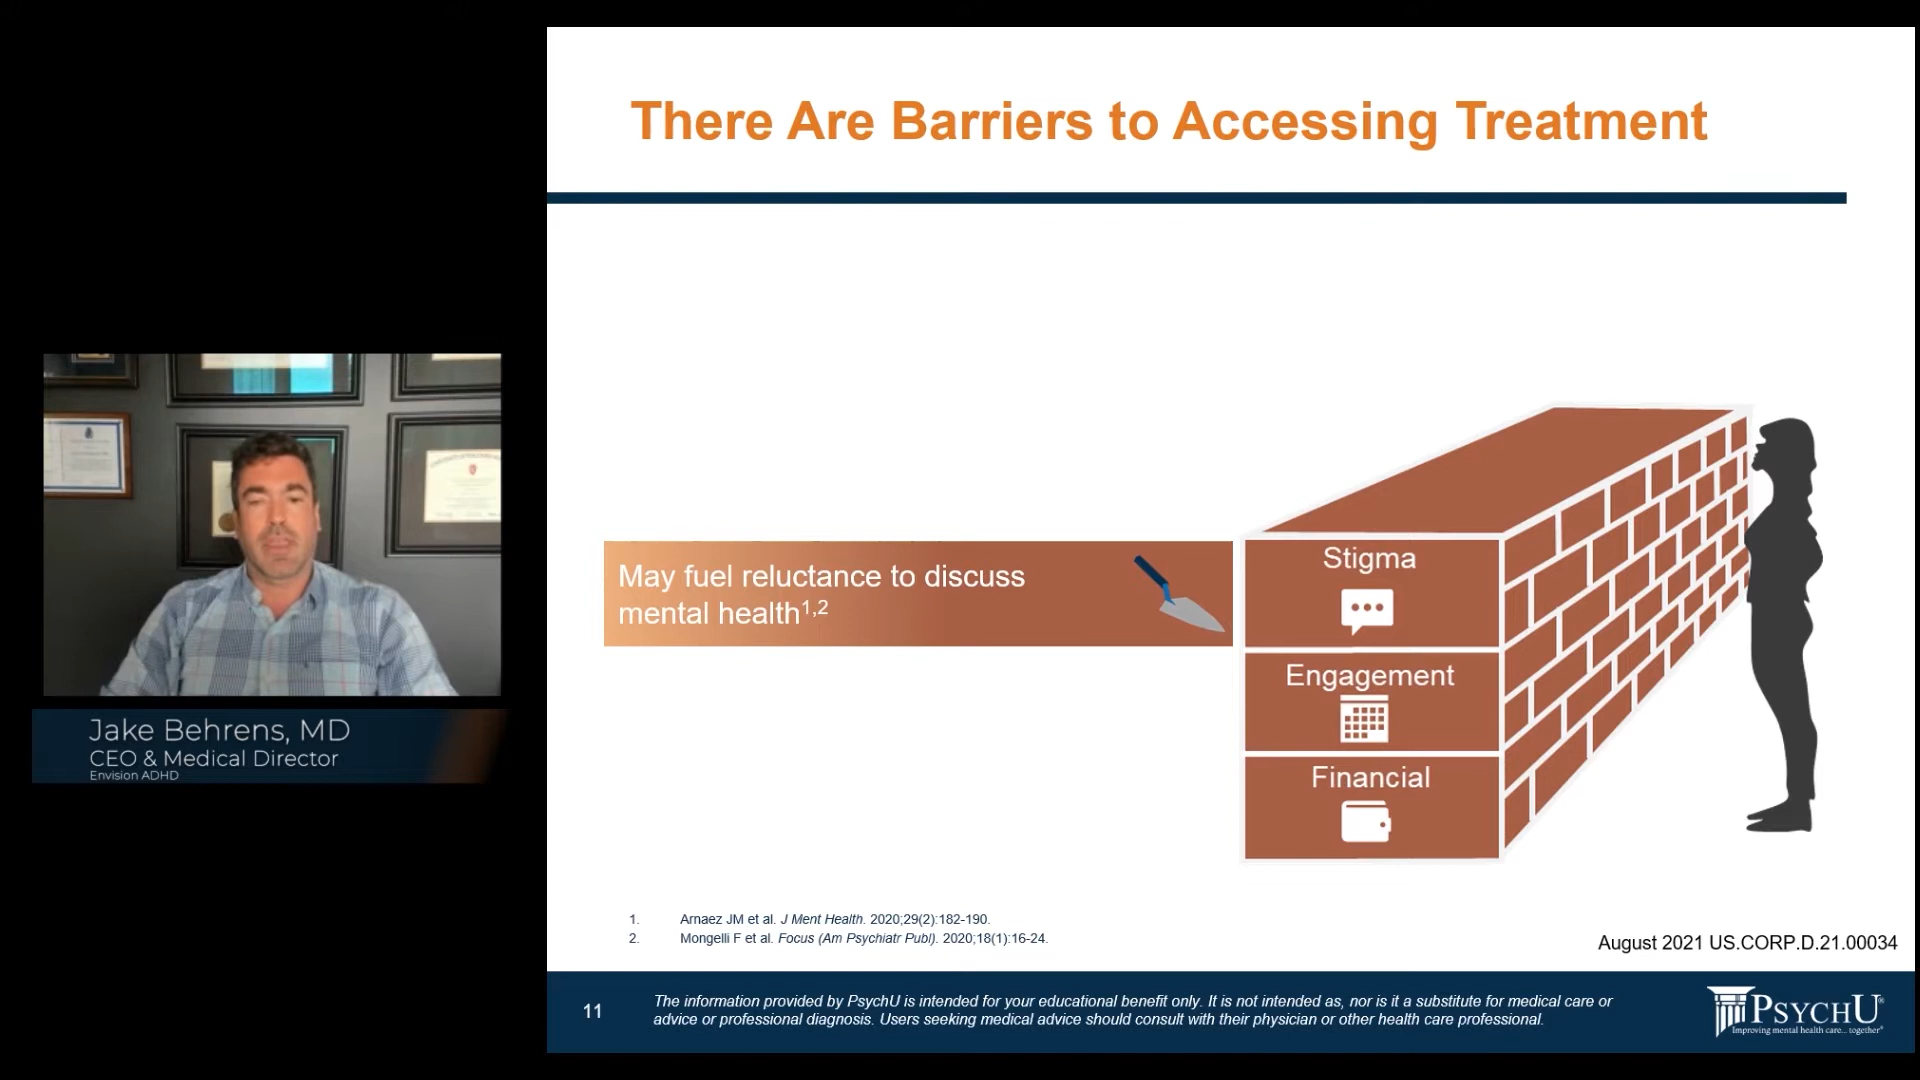 There Are Barriers to Accessing Treatment
May fuel reluctance to discuss
mental health1,2
Stigma
Engagement
Financial
Jake Behrens, MD
CEO & Medical Director
Envision ADHD
1. Arnaez JM et al. J Ment Health. 2020;29(2):182-190.
2. Mongelli F et al. Focus (Am Psychiatr Publ). 2020;18(1):16-24.
August 2021 US.CORP.D.21.00034
11
The information provided by PsychU is intended for your educational benefit only. It is not intended as, nor is it a substitute for medical care or
advice or professional diagnosis. Users seeking medical advice should consult with their physician or other health care professional.
PSYCHU®
Improving mental health care... together®